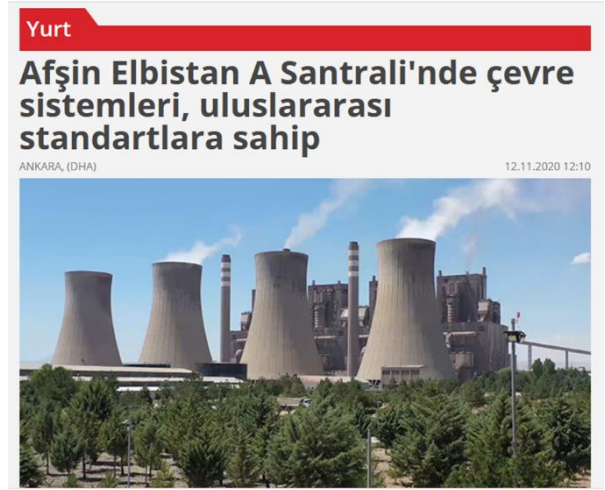 Yurt
Afşin Elbistan A Santrali'nde çevre
sistemleri, uluslararası
standartlara sahip
ANKARA, (DHA)
12.11.2020 12:10